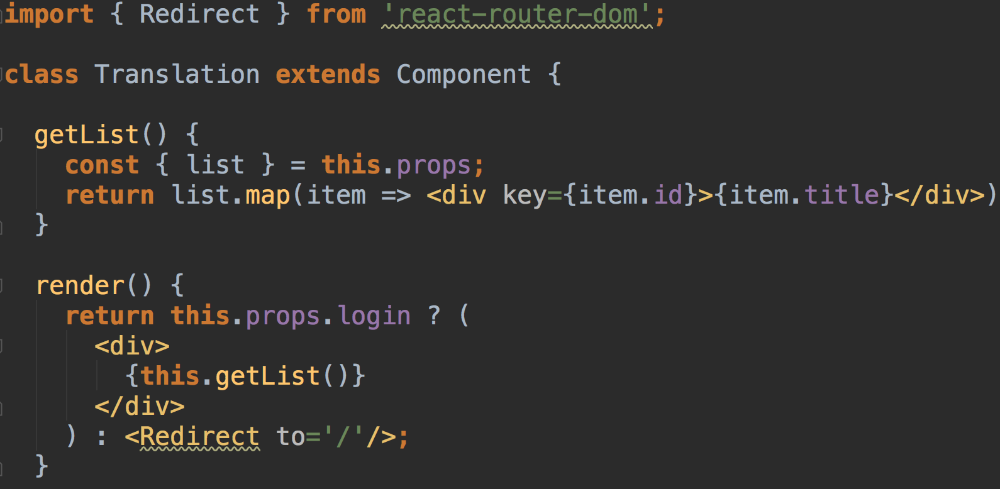 import { Redirect } from 'react-router-dom';
class Translation extends Component {
getList() {
const { list } = this.props;
return list.map(item => <div key={item.id}>{item.title}</div>)
}
render() {
return this.props.login ? (
<div>
{this.getList()}
</div>
) : <Redirect to='/'/>;
}